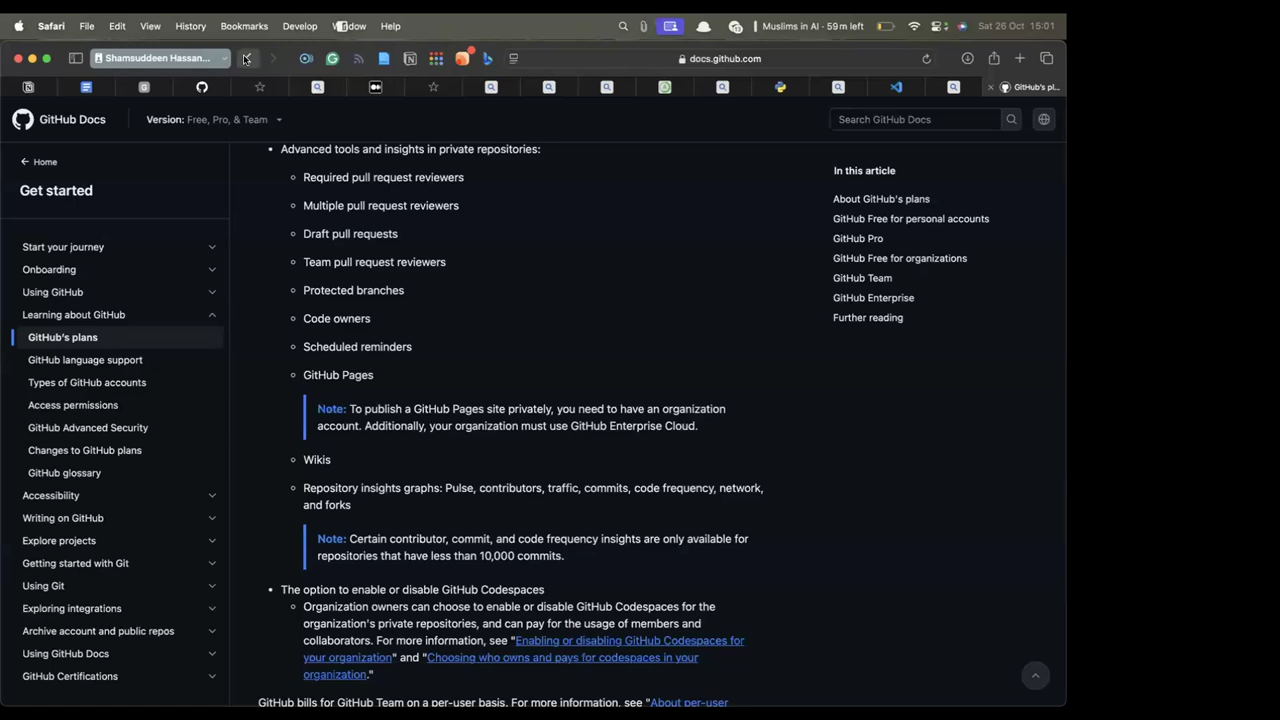 Safari File Edit View History Bookmarks Develop Window Help
Muslims in AI · 59 m left Sat 26 Oct 15:01
Shamsuddeen Hassan... docs.github.com
GitHub's pl...
GitHub Docs Version: Free, Pro, & Team Search GitHub Docs
Home
Get started
Start your journey
Onboarding
Using GitHub
Learning about GitHub
GitHub's plans
GitHub language support
Types of GitHub accounts
Access permissions
GitHub Advanced Security
Changes to GitHub plans
GitHub glossary
Accessibility
Writing on GitHub
Explore projects
Getting started with Git
Using Git
Exploring integrations
Archive account and public repos
Using GitHub Docs
GitHub Certifications
Advanced tools and insights in private repositories:
Required pull request reviewers
Multiple pull request reviewers
Draft pull requests
Team pull request reviewers
Protected branches
Code owners
Scheduled reminders
GitHub Pages
Note: To publish a GitHub Pages site privately, you need to have an organization
account. Additionally, your organization must use GitHub Enterprise Cloud.
Wikis
Repository insights graphs: Pulse, contributors, traffic, commits, code frequency, network,
and forks
Note: Certain contributor, commit, and code frequency insights are only available for
repositories that have less than 10,000 commits.
The option to enable or disable GitHub Codespaces
Organization owners can choose to enable or disable GitHub Codespaces for the
organization's private repositories, and can pay for the usage of members and
collaborators. For more information, see "Enabling or disabling GitHub Codespaces for
your organization" and "Choosing who owns and pays for codespaces in your
organization."
GitHub bills for GitHub Team on a per-user basis. For more information, see "About per-user
In this article
About GitHub's plans
GitHub Free for personal accounts
GitHub Pro
GitHub Free for organizations
GitHub Team
GitHub Enterprise
Further reading